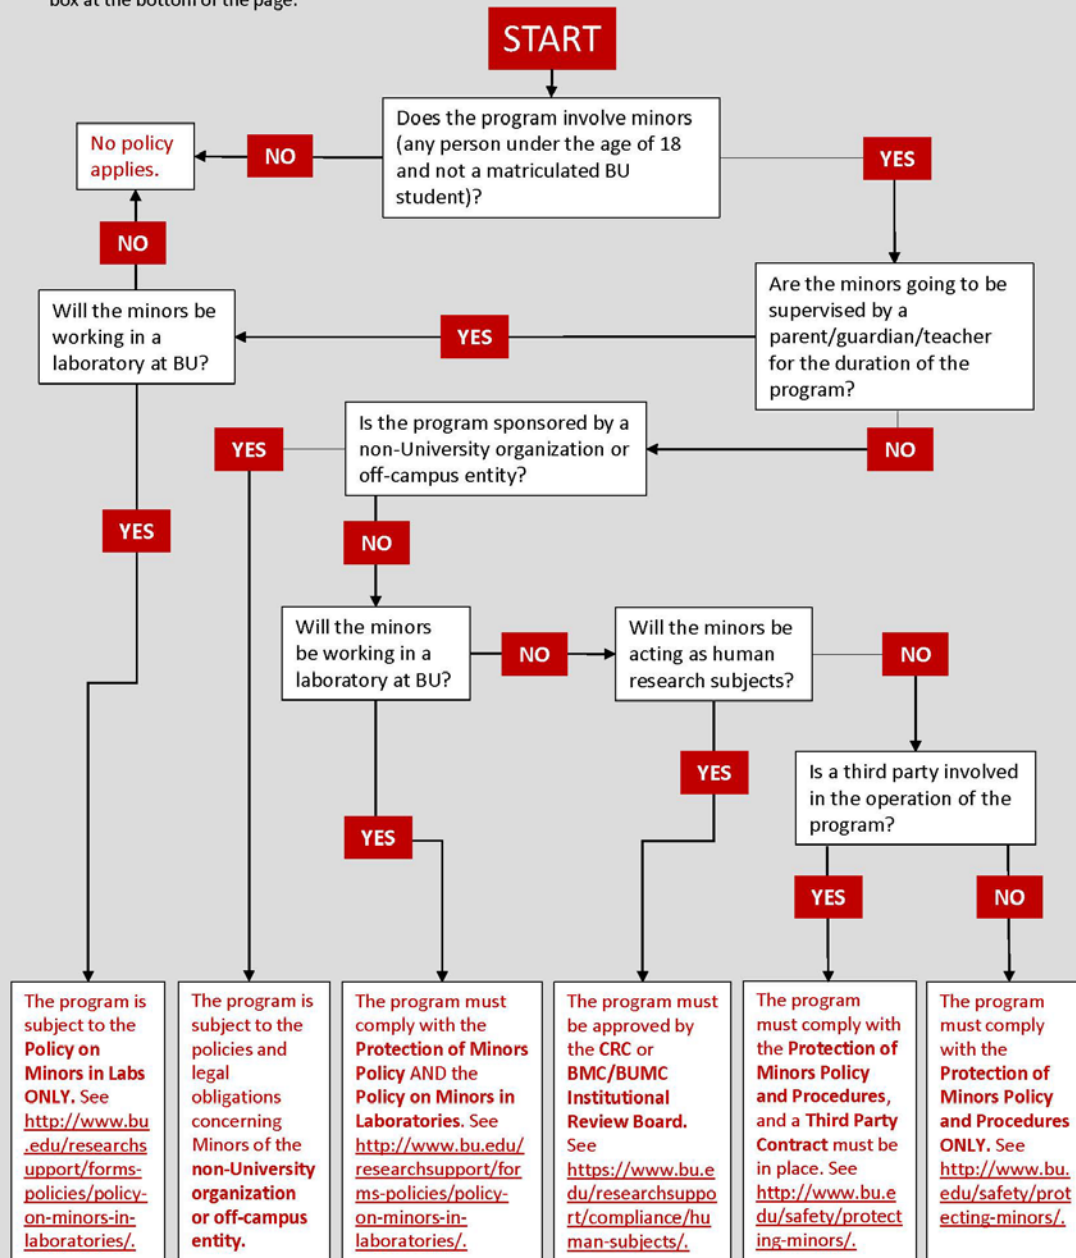 box at the bottom of the page.
START
Does the program involve minors
(any person under the age of 18
and not a matriculated BU
student)?
NO
No policy
applies.
YES
NO
Are the minors going to be
supervised by a
parent/guardian/teacher
for the duration of the
program?
YES
Will the minors be
working in a
laboratory at BU?
NO
Is the program sponsored by a
non-University organization or
off-campus entity?
YES
YES
NO
Will the minors
be working in a
laboratory at BU?
NO
Will the minors be
acting as human
research subjects?
NO
YES
Is a third party involved
in the operation of the
program?
YES
YES
NO
The program is
subject to the
Policy on
Minors in Labs
ONLY. See
http://www.bu
.edu/researchs
upport/forms-
policies/policy-
on-minors-in-
laboratories/.
The program is
subject to the
policies and
legal
obligations
concerning
Minors of the
non-University
organization
or off-campus
entity.
The program must
comply with the
Protection of Minors
Policy AND the
Policy on Minors in
Laboratories. See
http://www.bu.edu/
researchsupport/for
ms-policies/policy-
on-minors-in-
laboratories/.
The program must
be approved by
the CRC or
BMC/BUMC
Institutional
Review Board.
See
https://www.bu.e
du/researchsuppo
rt/compliance/hu
man-subjects/.
The program
must comply with
the Protection of
Minors Policy
and Procedures,
and a Third Party
Contract must be
in place. See
http://www.bu.e
du/safety/protect
ing-minors/.
The program
must comply
with the
Protection of
Minors Policy
and Procedures
ONLY. See
http://www.bu.
edu/safety/prot
ecting-minors/.